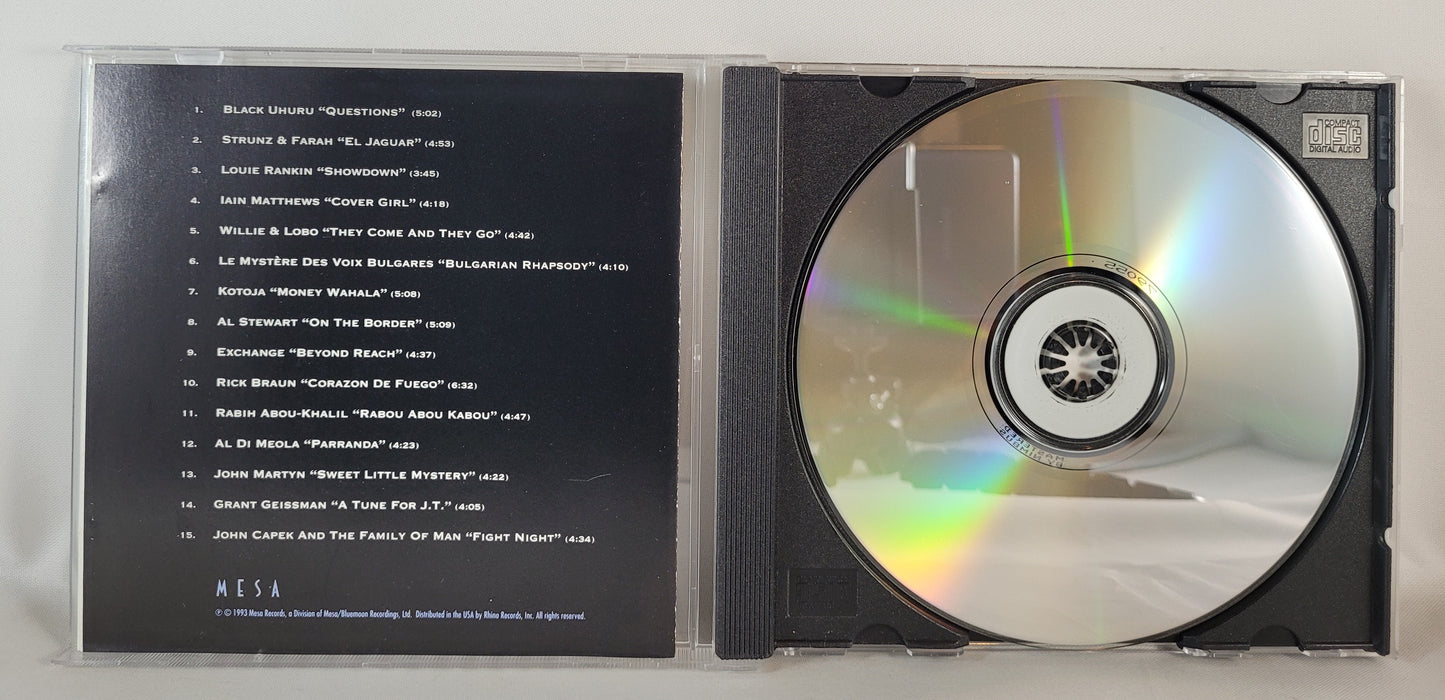 1. Black Uhuru “Questions” (5:02)
2. Strunz & Farah “El Jaguar” (4:53)
3. Louie Rankin “Showdown” (3:45)
4. Iain Matthews “Cover Girl” (4:18)
5. Willie & Lobo “They Come And They Go” (4:42)
6. Le Mystère Des Voix Bulgares “Bulgarian Rhapsody” (4:10)
7. Kotoja “Money Wahala” (5:08)
8. Al Stewart “On The Border” (5:09)
9. Exchange “Beyond Reach” (4:37)
10. Rick Braun “Corazon De Fuego” (6:32)
11. Rabih Abou-Khalil “Rabou Abou Kabou” (4:47)
12. Al Di Meola “Parranda” (4:23)
13. John Martyn “Sweet Little Mystery” (4:22)
14. Grant Geissman “A Tune For J.T.” (4:05)
15. John Capek And The Family Of Man “Fight Night” (4:34)
MESA
℗ © 1993 Mesa Records, a Division of Mesa/Bluemoon Recordings, Ltd. Distributed in the USA by Rhino Records, Inc. All rights reserved.
COMPACT
disc
DIGITAL AUDIO
79055
MASTERED
BY NIMBUS